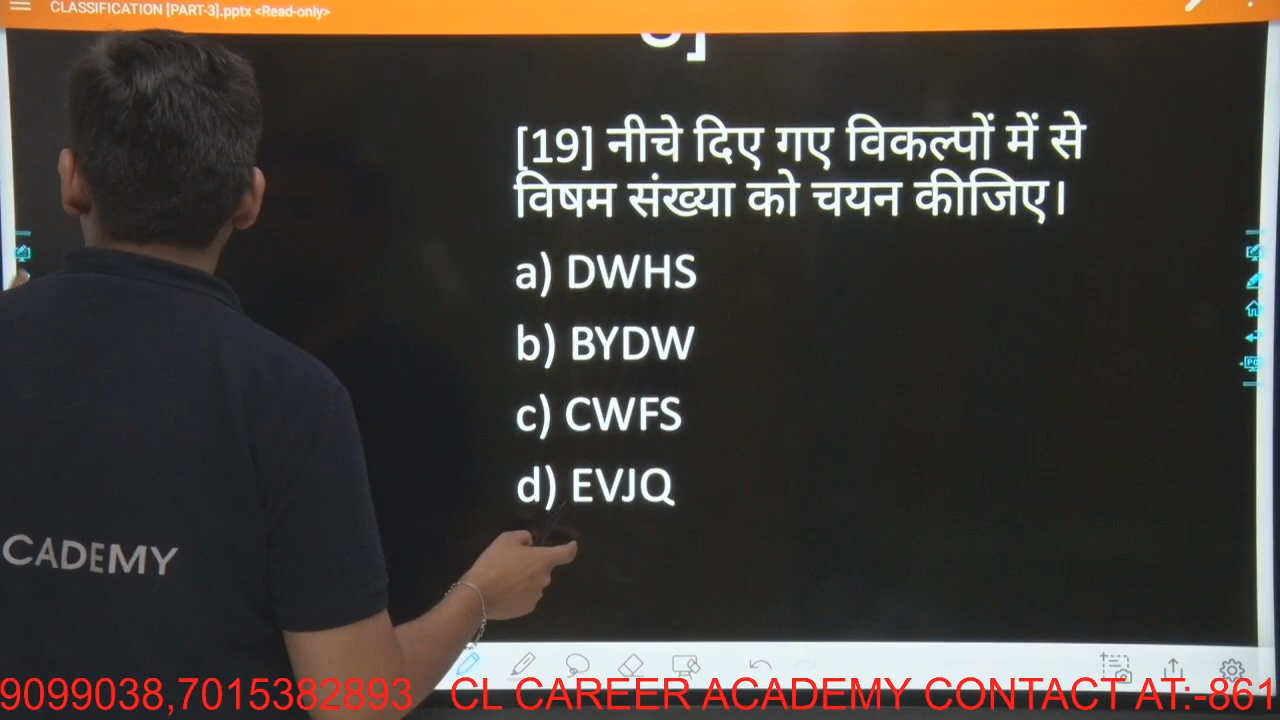 CLASSIFICATION [PART-3].pptx <Read-only>
[19] नीचे दिए गए विकल्पों में से
विषम संख्या को चयन कीजिए।
a) DWHS
b) BYDW
c) CWFS
d) EVJQ
CADEMY
9099038,7015382893 CL CAREER ACADEMY CONTACT AT:-861